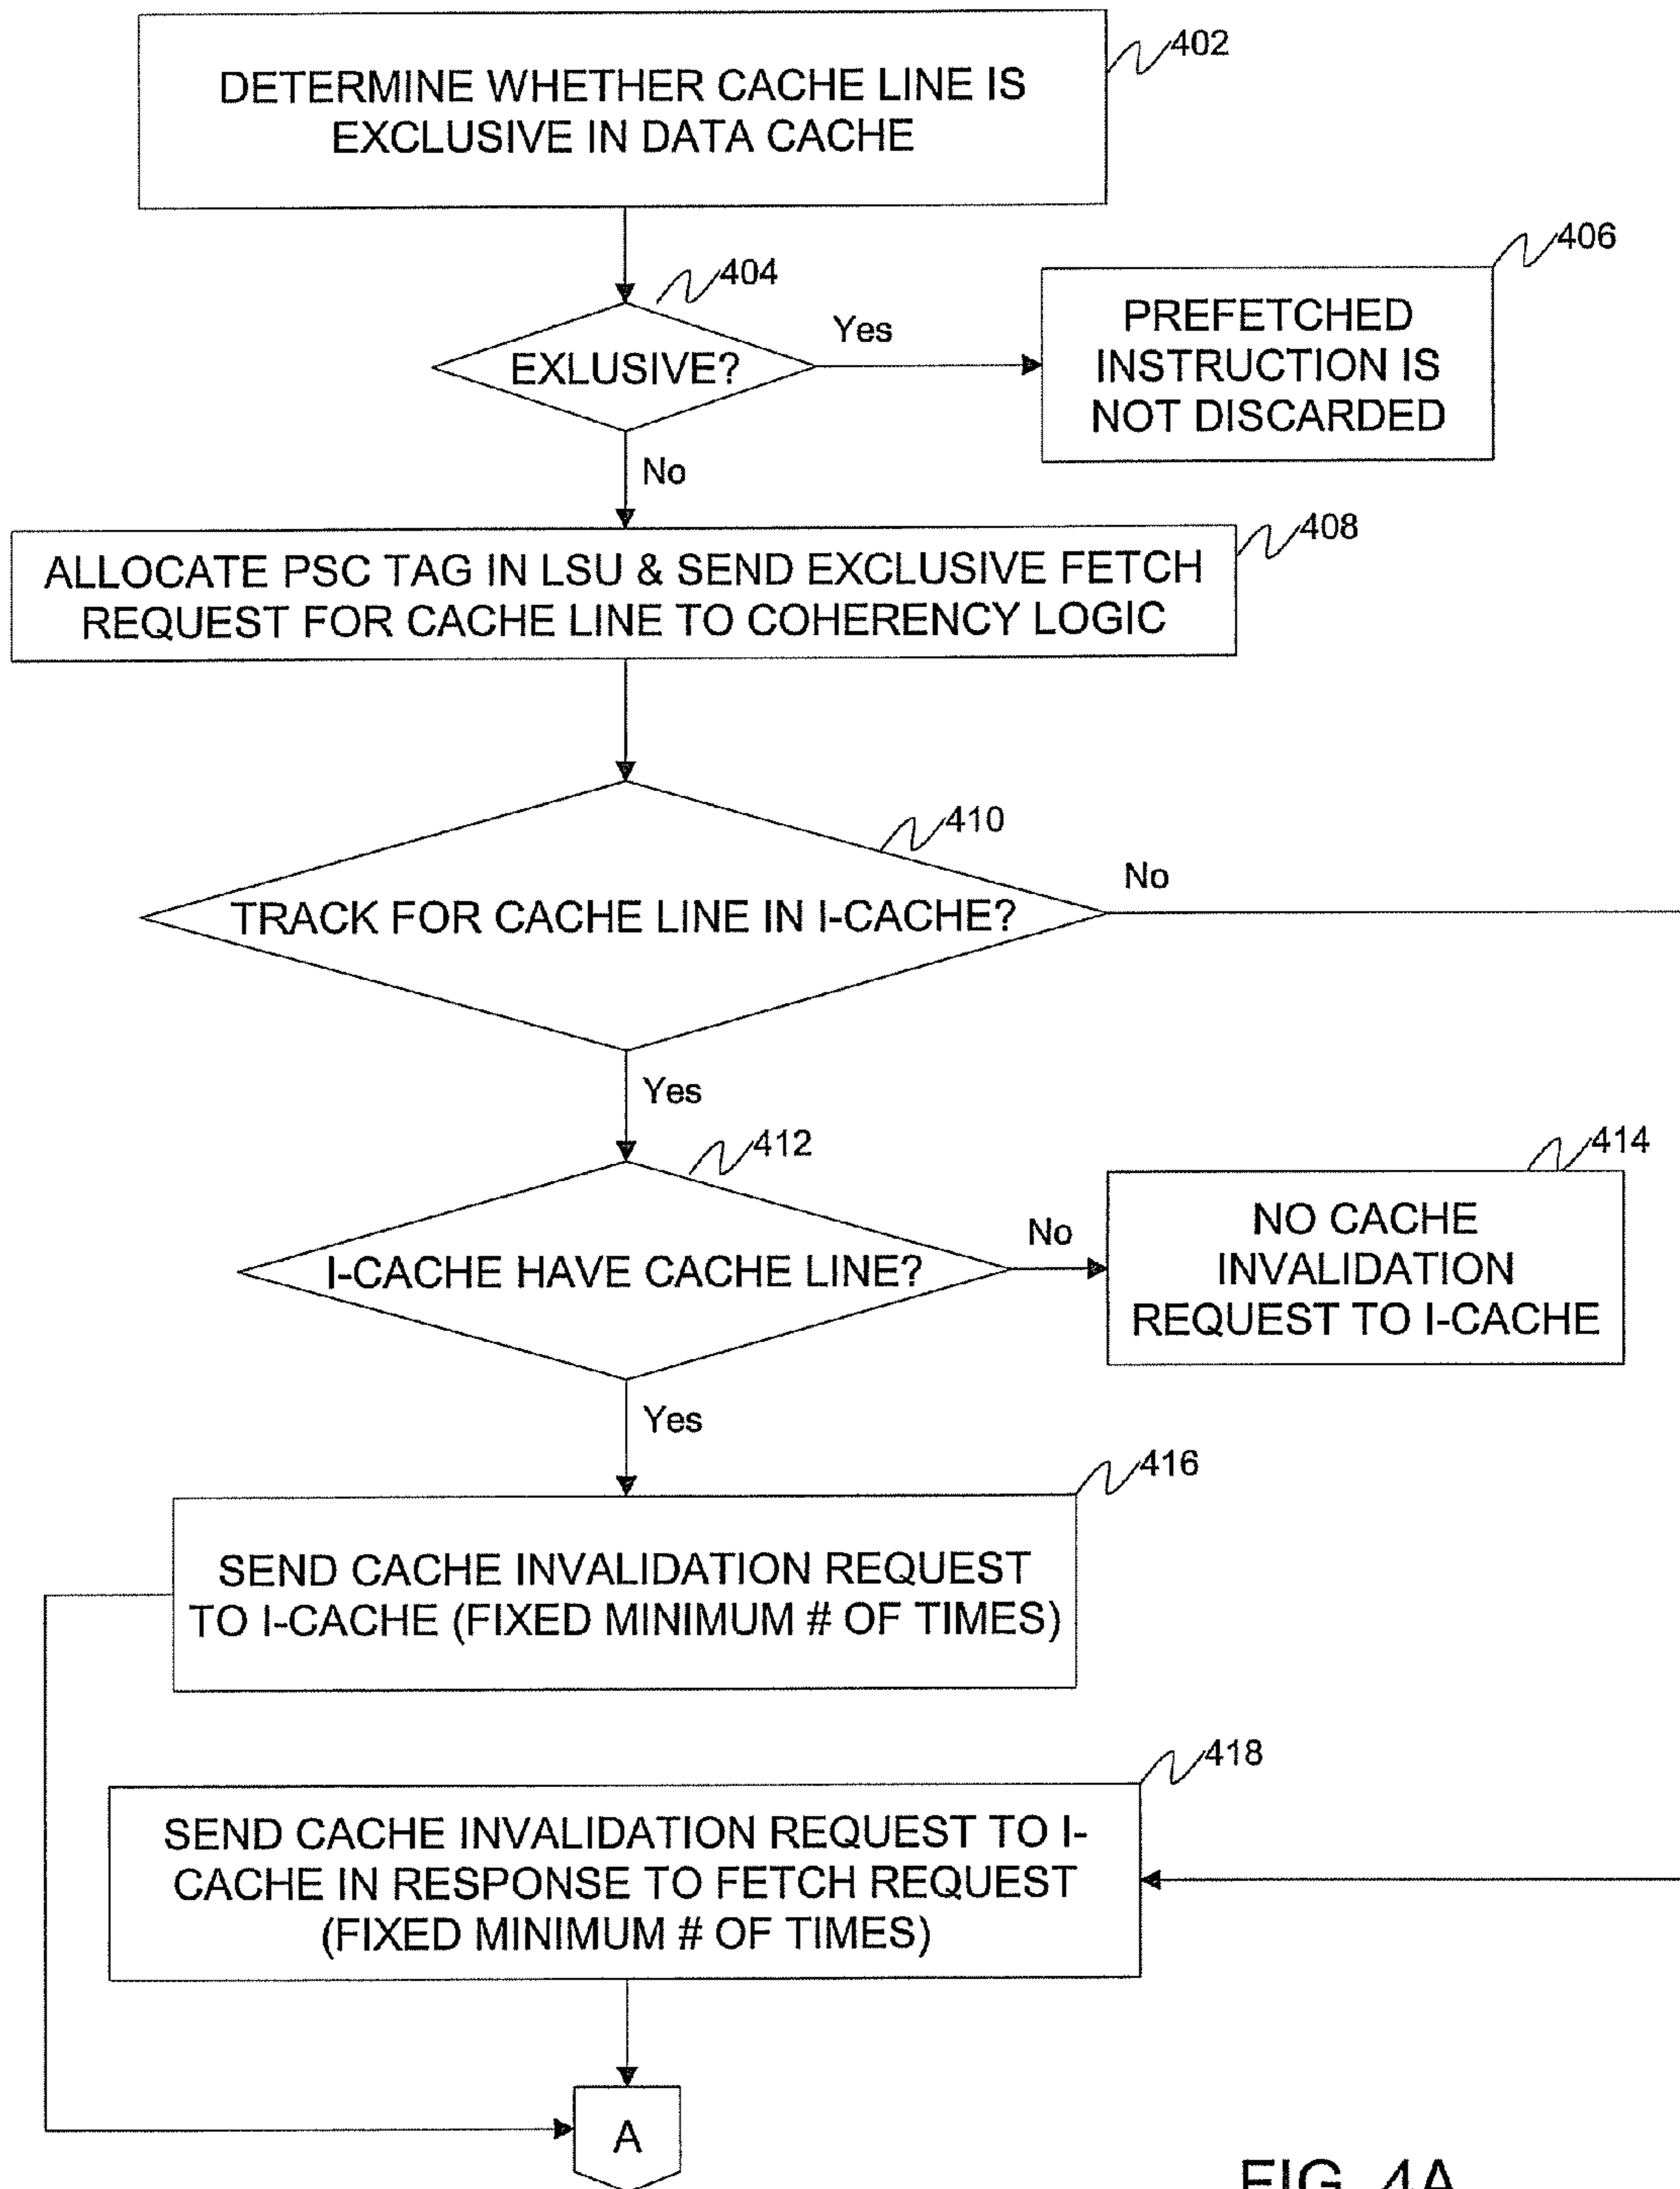 402
DETERMINE WHETHER CACHE LINE IS
EXCLUSIVE IN DATA CACHE
404
EXLUSIVE?
Yes
406
PREFETCHED
INSTRUCTION IS
NOT DISCARDED
No
408
ALLOCATE PSC TAG IN LSU & SEND EXCLUSIVE FETCH
REQUEST FOR CACHE LINE TO COHERENCY LOGIC
410
TRACK FOR CACHE LINE IN I-CACHE?
No
Yes
412
I-CACHE HAVE CACHE LINE?
No
414
NO CACHE
INVALIDATION
REQUEST TO I-CACHE
Yes
416
SEND CACHE INVALIDATION REQUEST
TO I-CACHE (FIXED MINIMUM # OF TIMES)
418
SEND CACHE INVALIDATION REQUEST TO I-
CACHE IN RESPONSE TO FETCH REQUEST
(FIXED MINIMUM # OF TIMES)
A
FIG. 4A